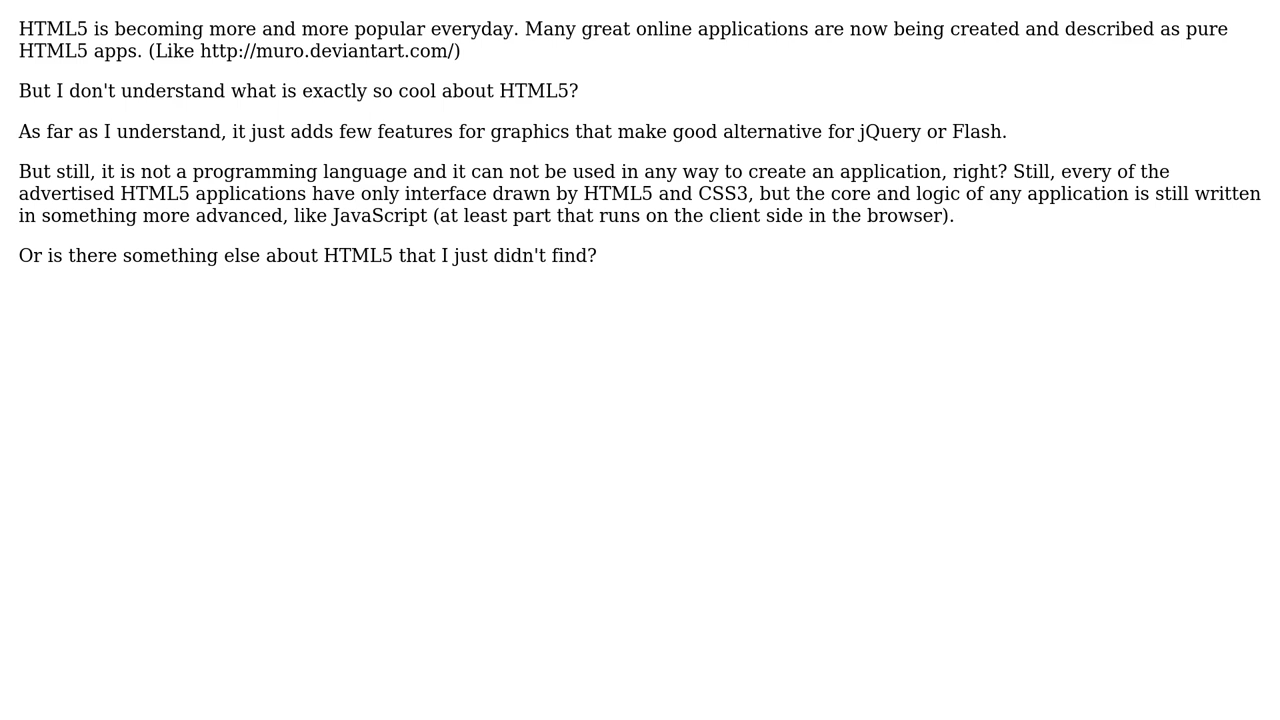 HTML5 is becoming more and more popular everyday. Many great online applications are now being created and described as pure
HTML5 apps. (Like http://muro.deviantart.com/)
But I don't understand what is exactly so cool about HTML5?
As far as I understand, it just adds few features for graphics that make good alternative for jQuery or Flash.
But still, it is not a programming language and it can not be used in any way to create an application, right? Still, every of the
advertised HTML5 applications have only interface drawn by HTML5 and CSS3, but the core and logic of any application is still written
in something more advanced, like JavaScript (at least part that runs on the client side in the browser).
Or is there something else about HTML5 that I just didn't find?